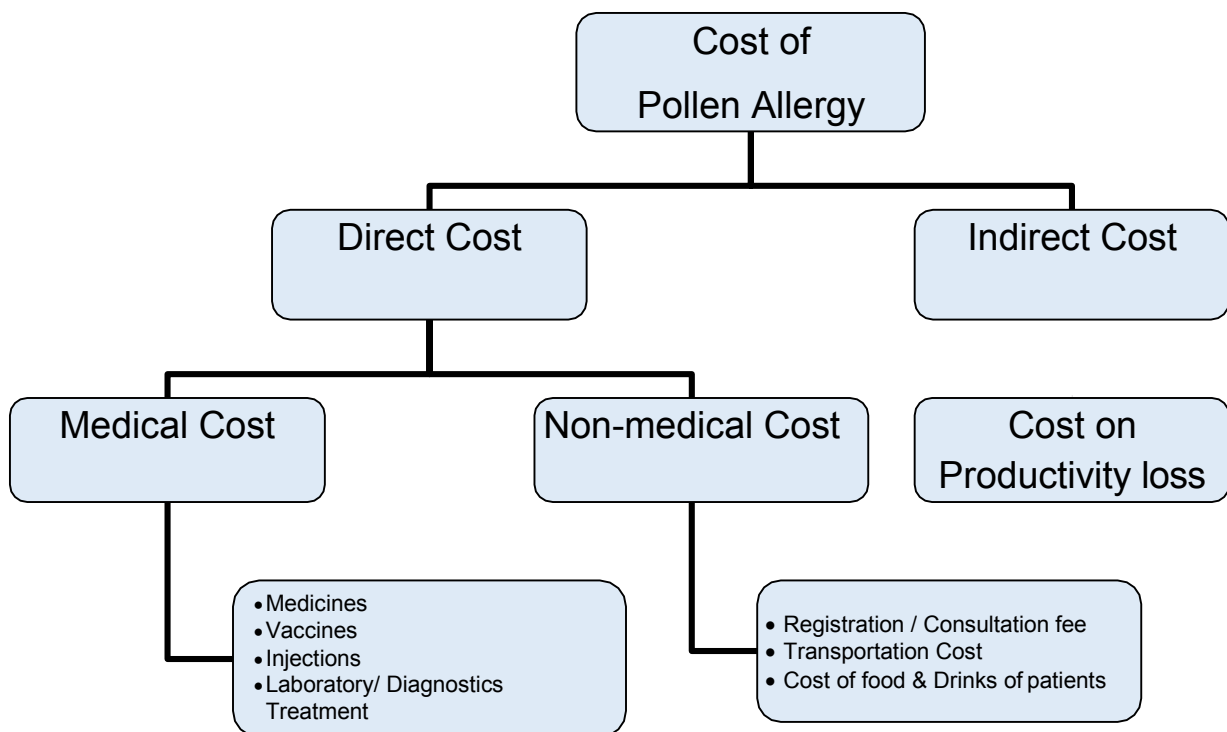 Cost of
Pollen Allergy
Direct Cost
Indirect Cost
Medical Cost
Non-medical Cost
Cost on
Productivity loss
•Medicines
•Vaccines
•Injections
•Laboratory/ Diagnostics
Treatment
• Registration / Consultation fee
• Transportation Cost
• Cost of food & Drinks of patients